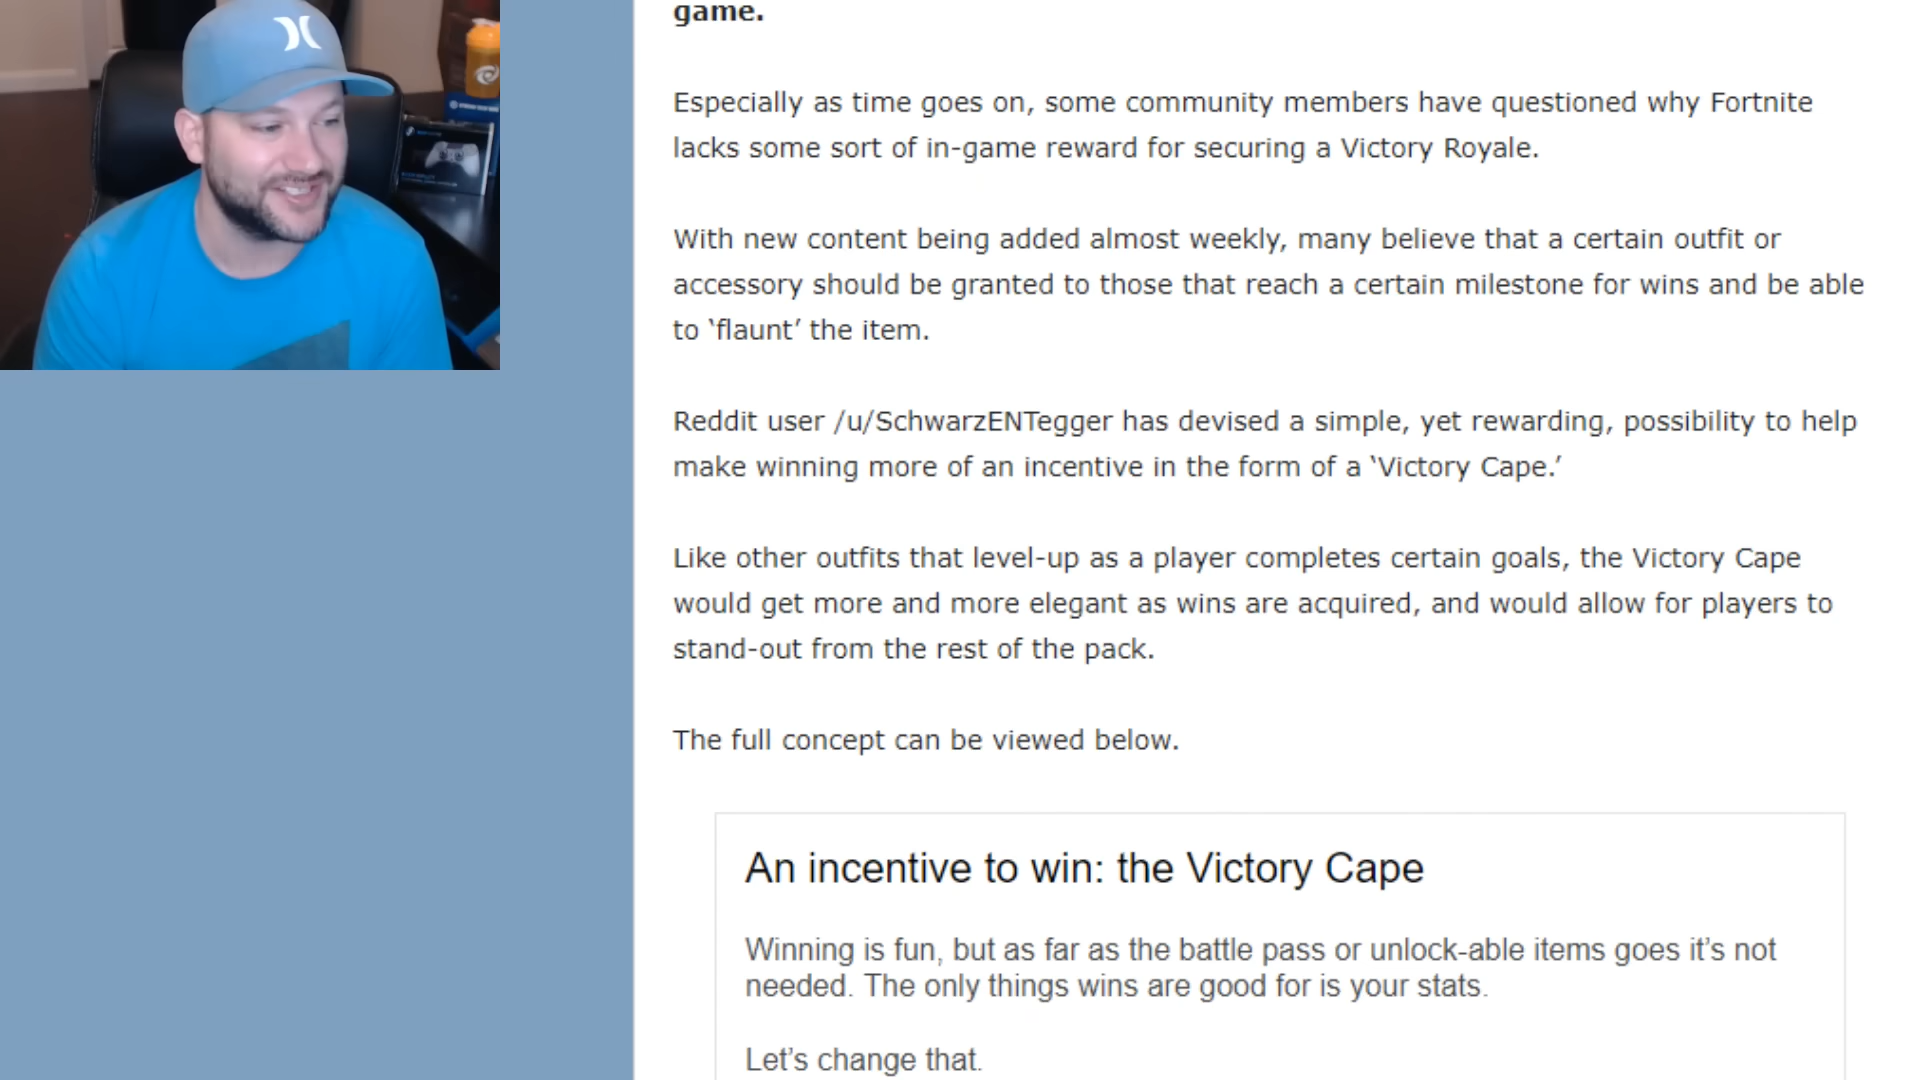 game.
Especially as time goes on, some community members have questioned why Fortnite
lacks some sort of in-game reward for securing a Victory Royale.
With new content being added almost weekly, many believe that a certain outfit or
accessory should be granted to those that reach a certain milestone for wins and be able
to ‘flaunt’ the item.
Reddit user /u/SchwarzENTegger has devised a simple, yet rewarding, possibility to help
make winning more of an incentive in the form of a ‘Victory Cape.’
Like other outfits that level-up as a player completes certain goals, the Victory Cape
would get more and more elegant as wins are acquired, and would allow for players to
stand-out from the rest of the pack.
The full concept can be viewed below.
An incentive to win: the Victory Cape
Winning is fun, but as far as the battle pass or unlock-able items goes it’s not
needed. The only things wins are good for is your stats.
Let’s change that.